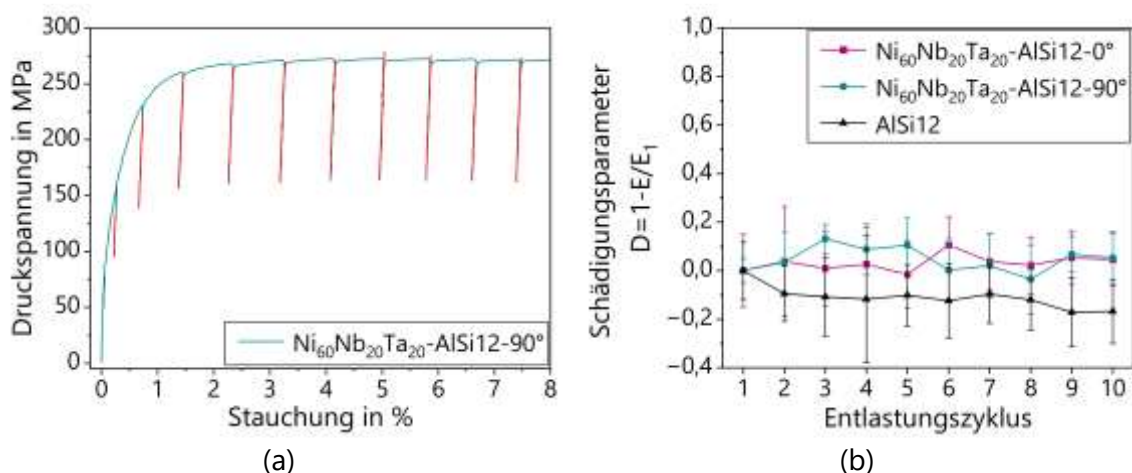 300
250
200
150
100
50
0
Druckspannung in MPa
Ni₆₀Nb₂₀Ta₂₀-AlSi12-90°
0 1 2 3 4 5 6 7 8
Stauchung in %
(a)
1,0
0,8
0,6
0,4
0,2
0,0
−0,2
−0,4
Schädigungsparameter
D=1-E/E₁
Ni₆₀Nb₂₀Ta₂₀-AlSi12-0°
Ni₆₀Nb₂₀Ta₂₀-AlSi12-90°
AlSi12
1 2 3 4 5 6 7 8 9 10
Entlastungszyklus
(b)